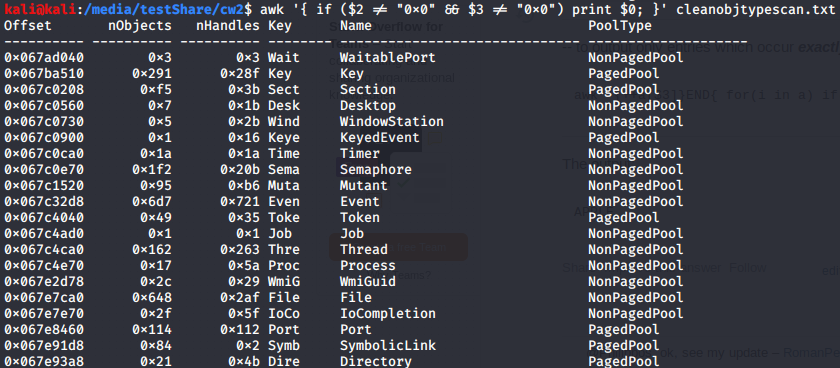 kali@kali:/media/testShare/cw2$ awk '{ if ($2 != "0×0" && $3 != "0×0") print $0; }' cleanobjtypescan.txt
Offset nObjects nHandles Key Name PoolType
---------- ---------- ---------- -------- ------------------------------ --------------------
0×067ad040 0×3 0×3 Wait WaitablePort NonPagedPool
0×067ba510 0×291 0×28f Key Key PagedPool
0×067c0208 0×f5 0×3b Sect Section PagedPool
0×067c0560 0×7 0×1b Desk Desktop NonPagedPool
0×067c0730 0×5 0×2b Wind WindowStation NonPagedPool
0×067c0900 0×1 0×16 Keye KeyedEvent PagedPool
0×067c0ca0 0×1a 0×1a Time Timer NonPagedPool
0×067c0e70 0×1f2 0×20b Sema Semaphore NonPagedPool
0×067c1520 0×95 0×b6 Muta Mutant NonPagedPool
0×067c32d8 0×6d7 0×721 Even Event NonPagedPool
0×067c4040 0×49 0×35 Toke Token PagedPool
0×067c4ad0 0×1 0×1 Job Job NonPagedPool
0×067c4ca0 0×162 0×263 Thre Thread NonPagedPool
0×067c4e70 0×17 0×5a Proc Process NonPagedPool
0×067e2d78 0×2c 0×29 WmiG WmiGuid NonPagedPool
0×067e7ca0 0×648 0×2af File File NonPagedPool
0×067e7e70 0×2f 0×5f IoCo IoCompletion NonPagedPool
0×067e8460 0×114 0×112 Port Port PagedPool
0×067e91d8 0×84 0×2 Symb SymbolicLink PagedPool
0×067e93a8 0×21 0×4b Dire Directory PagedPool